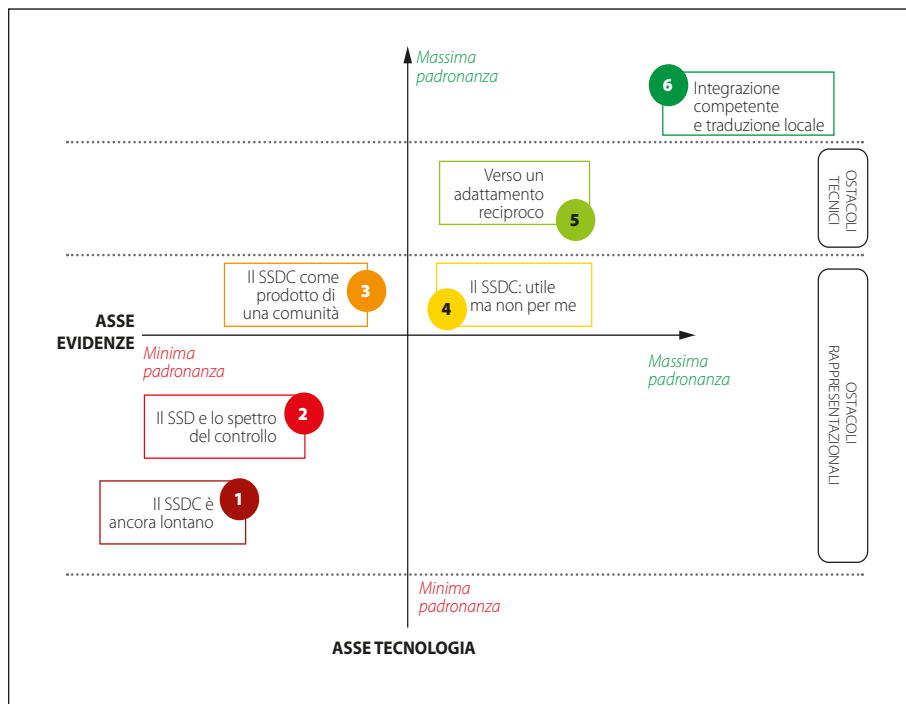 Massima
padronanza
6
Integrazione
competente
e traduzione locale
Verso un
adattamento
reciproco
5
OSTACOLI
TECNICI
Il SSDC come
prodotto di
una comunità
3
4
Il SSDC: utile
ma non per me
ASSE
EVIDENZE
Minima
padronanza
Massima
padronanza
OSTACOLI
RAPPRESENTAZIONALI
Il SSD e lo spettro
del controllo
2
Il SSDC è
ancora lontano
1
Minima
padronanza
ASSE TECNOLOGIA